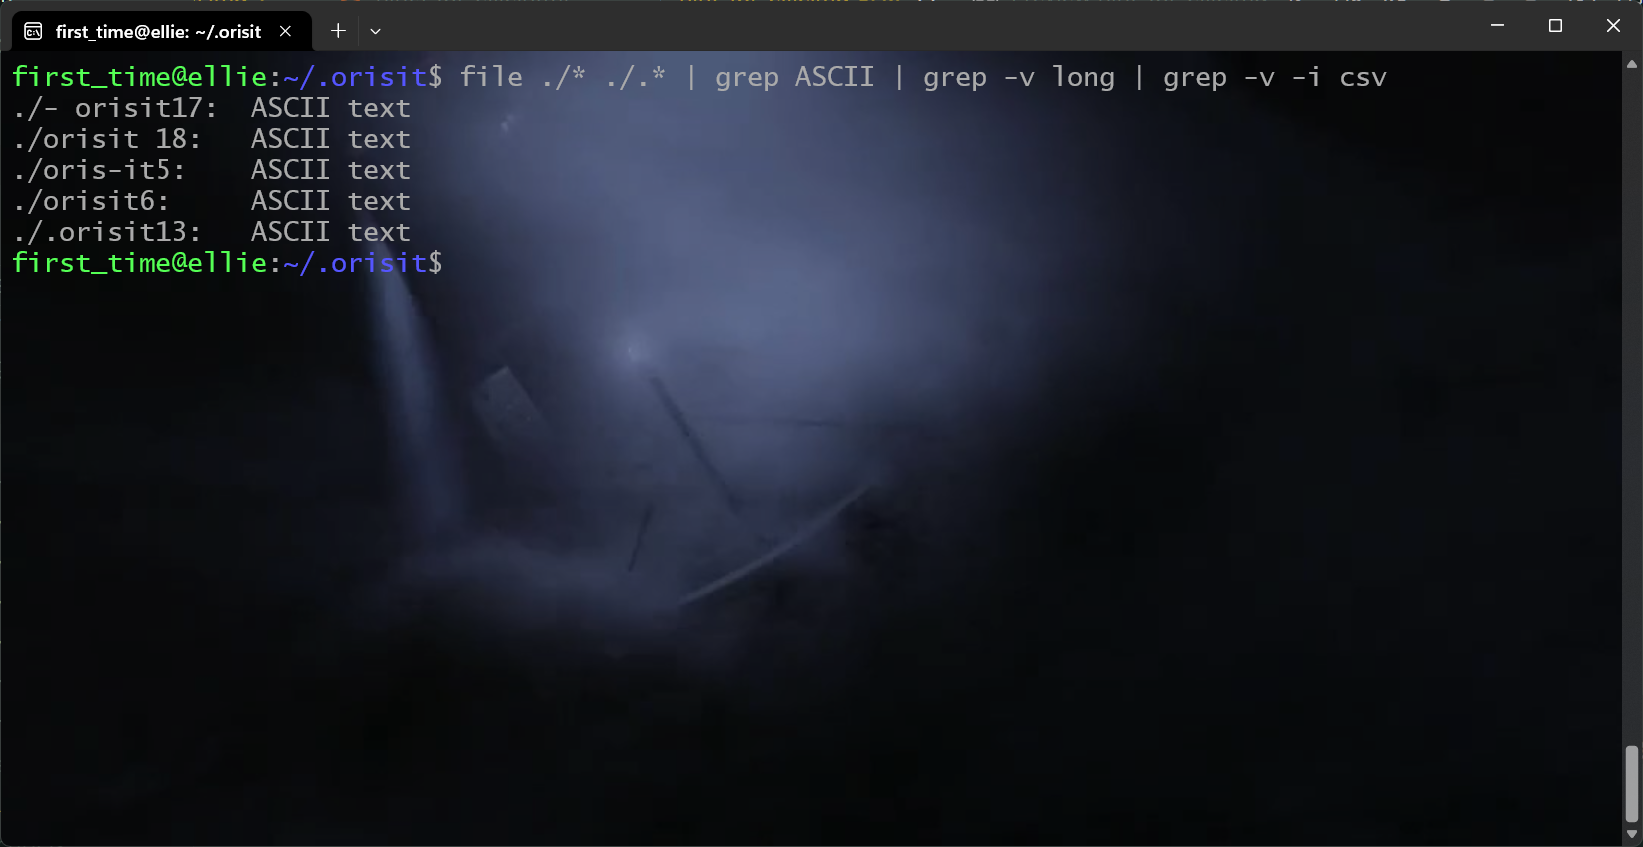 first_time@ellie: ~/.orisit
first_time@ellie:~/.orisit$ file ./* ./.* | grep ASCII | grep -v long | grep -v -i csv
./- orisit17:  ASCII text
./orisit 18:   ASCII text
./oris-it5:    ASCII text
./orisit6:     ASCII text
./.orisit13:   ASCII text
first_time@ellie:~/.orisit$